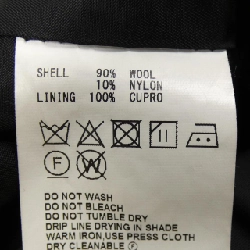 SHELL 90% WOOL
10% NYLON
LINING 100% CUPRO
F W
DO NOT WASH
DO NOT BLEACH
DO NOT TUMBLE DRY
DRIP LINE DRYING IN SHADE
WARM IRON, USE PRESS CLOTH
DRY CLEANABLE Ⓕ